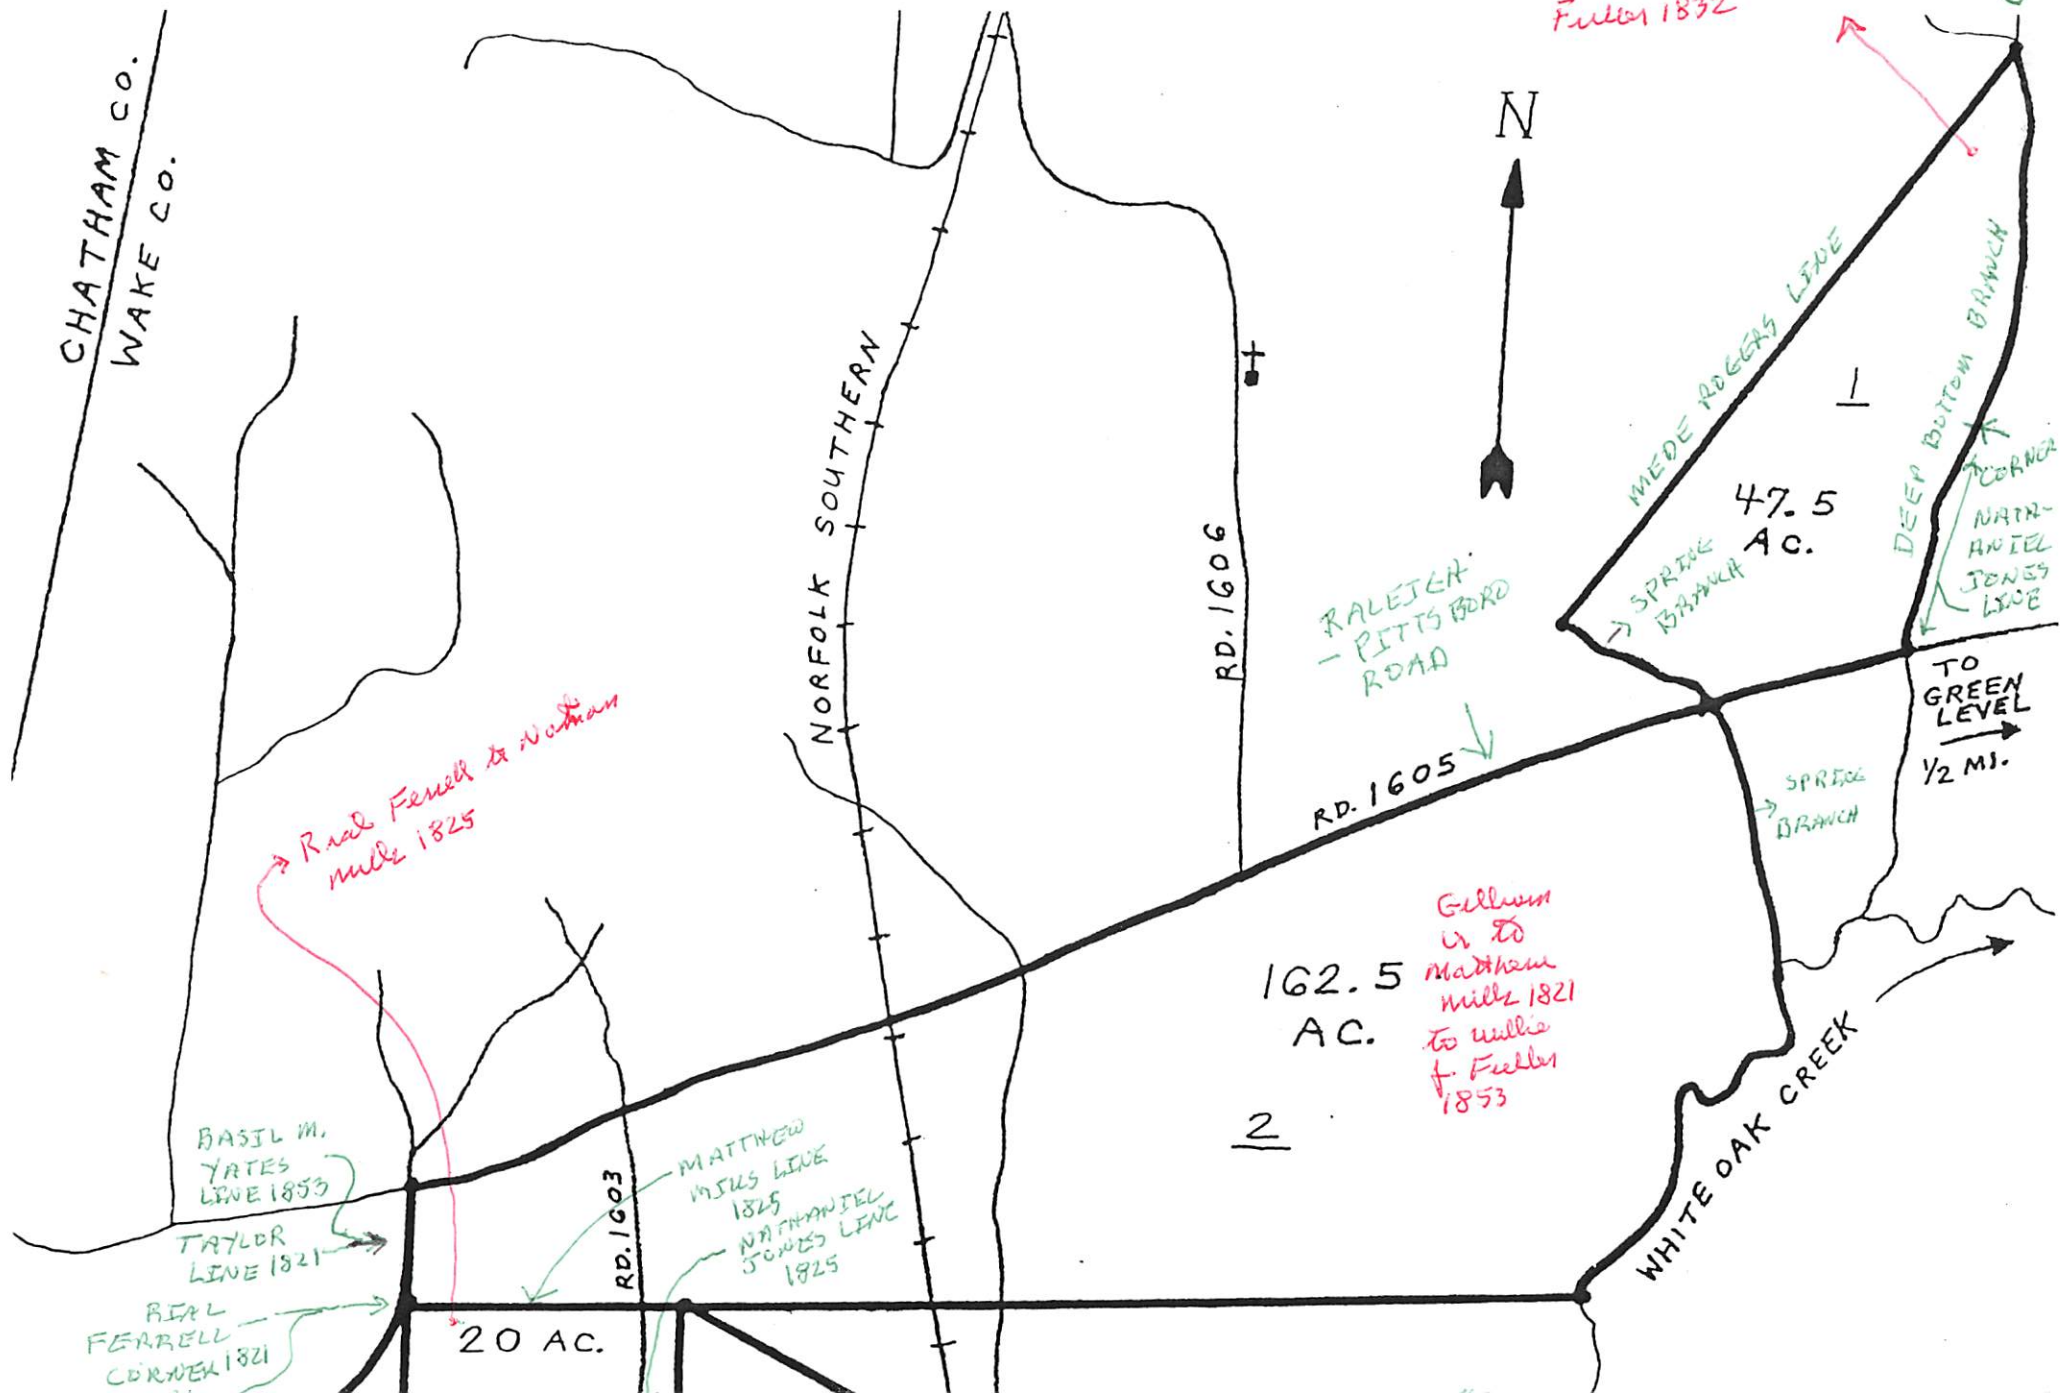 Fuller 1832
CHATHAM CO.
WAKE CO.
N
NORFOLK SOUTHERN
RD. 1606
MEDE ROGERS LINE
DEEP BOTTOM BRANCH
1
47.5
AC.
CORNER
NATH-
ANIEL
JONES
LINE
SPRING
BRANCH
RALEIGH
- PITTSBORO
ROAD
TO
GREEN
LEVEL
1/2 MI.
RD. 1605
SPRING
BRANCH
Rial Ferrell to Nathan
Mills 1825
162.5
AC.
to
Matthew
Mills 1821
to Willie
J. Fuller
1853
2
WHITE OAK CREEK
BASIL M.
YATES
LINE 1853
TAYLOR
LINE 1821
RIAL
FERRELL
CORNER 1821
RD. 1603
MATTHEW
MILLS LINE
1825
NATHANIEL
JONES LINE
1825
20 AC.